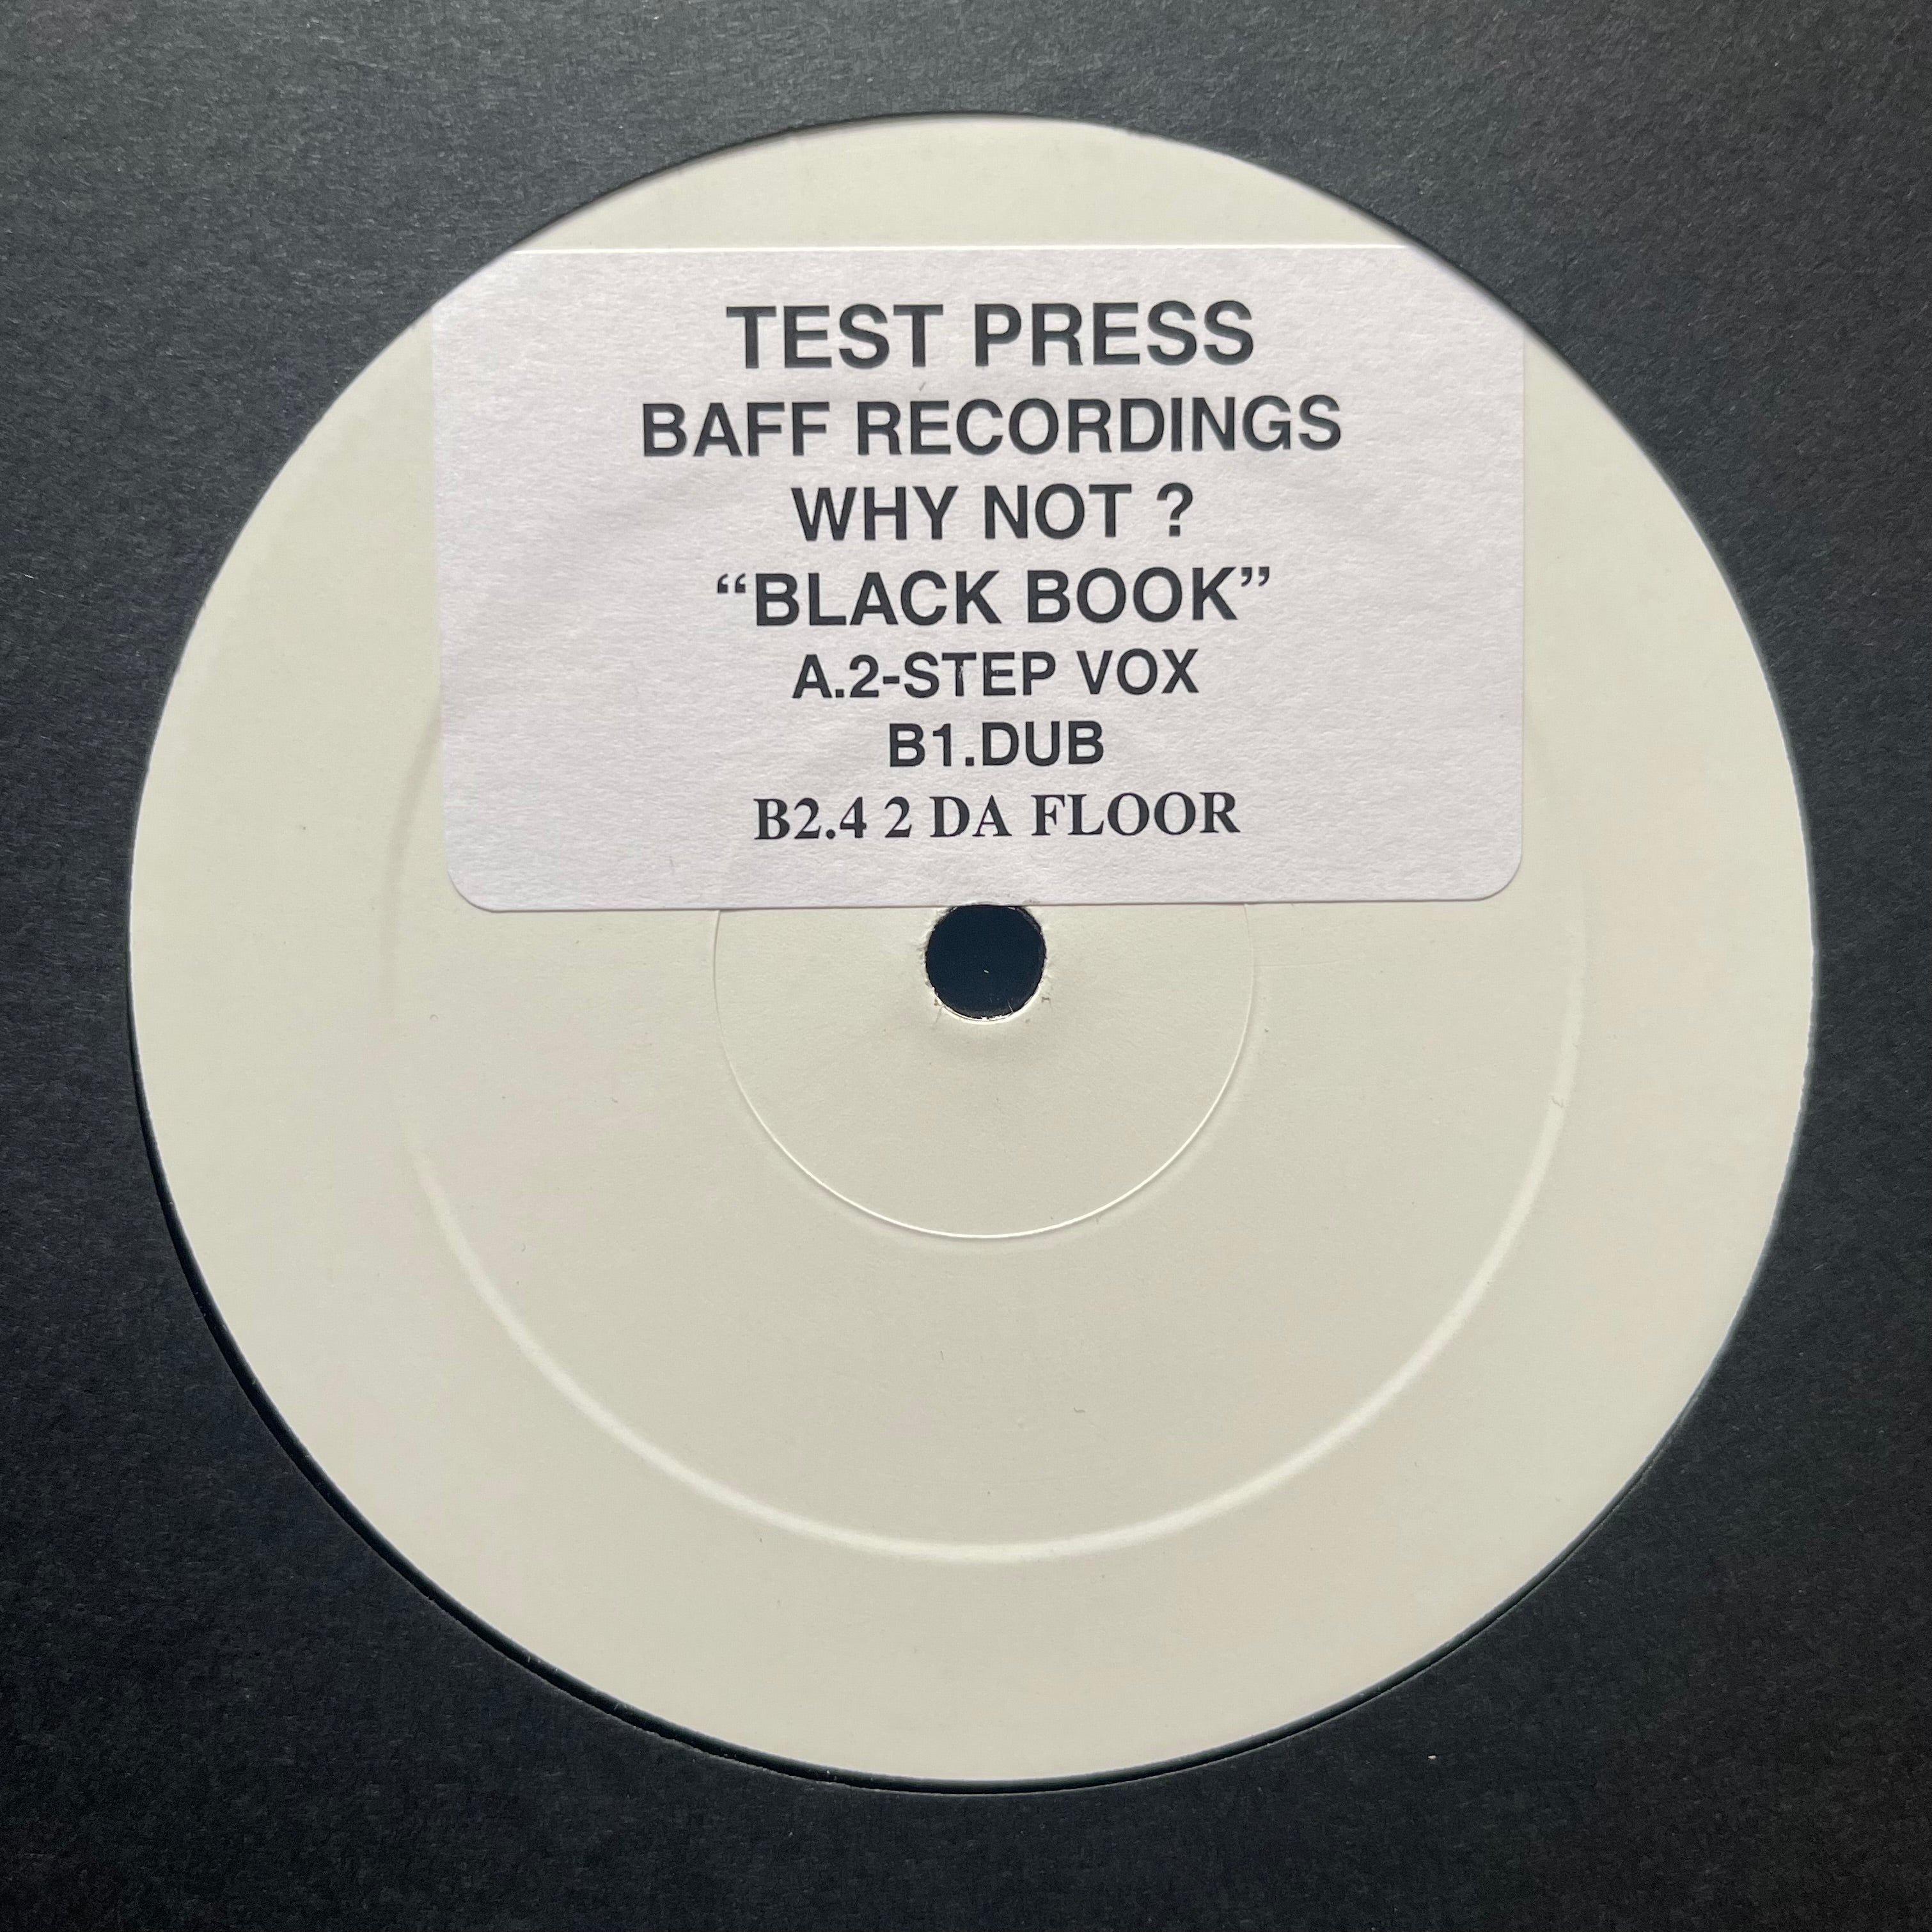 TEST PRESS
BAFF RECORDINGS
WHY NOT ?
“BLACK BOOK”
A.2-STEP VOX
B1.DUB
B2.4 2 DA FLOOR